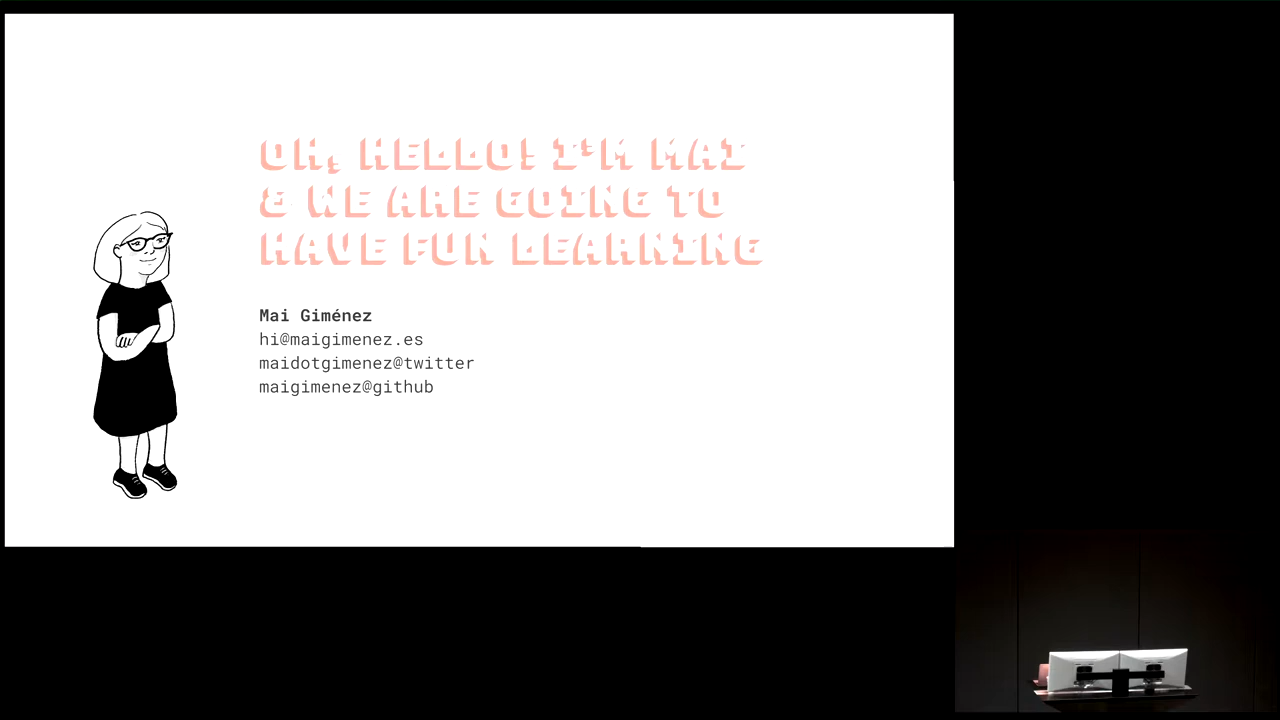 OH, HELLO! I'M MAI
& WE ARE GOING TO
HAVE FUN LEARNING
Mai Giménez
hi@maigimenez.es
maidotgimenez@twitter
maigimenez@github